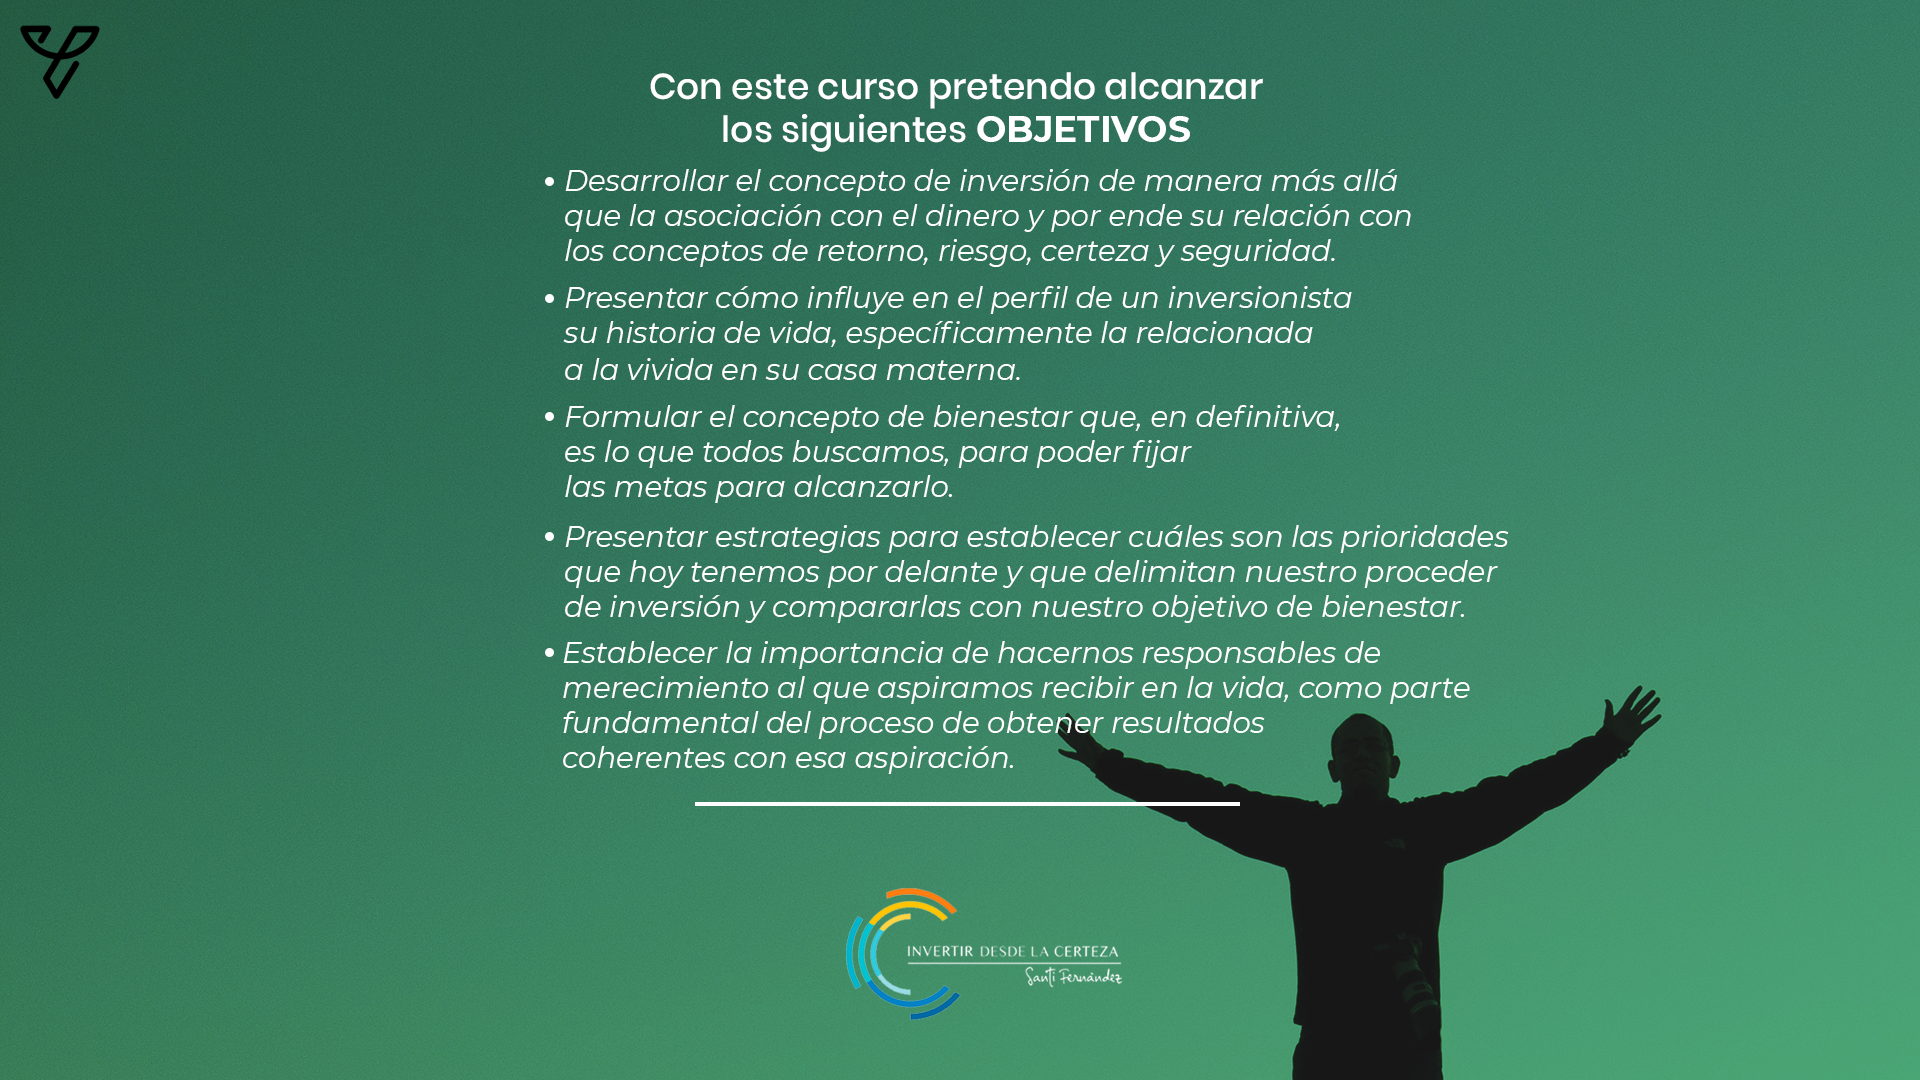 Con este curso pretendo alcanzar
los siguientes OBJETIVOS
• Desarrollar el concepto de inversión de manera más allá
que la asociación con el dinero y por ende su relación con
los conceptos de retorno, riesgo, certeza y seguridad.
• Presentar cómo influye en el perfil de un inversionista
su historia de vida, específicamente la relacionada
a la vivida en su casa materna.
• Formular el concepto de bienestar que, en definitiva,
es lo que todos buscamos, para poder fijar
las metas para alcanzarlo.
• Presentar estrategias para establecer cuáles son las prioridades
que hoy tenemos por delante y que delimitan nuestro proceder
de inversión y compararlas con nuestro objetivo de bienestar.
• Establecer la importancia de hacernos responsables de
merecimiento al que aspiramos recibir en la vida, como parte
fundamental del proceso de obtener resultados
coherentes con esa aspiración.
INVERTIR DESDE LA CERTEZA
Santi Fernández